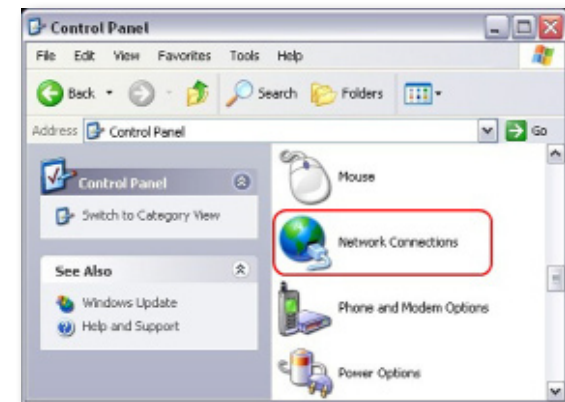 Control Panel
File Edit View Favorites Tools Help
Back Search Folders
Address Control Panel Go
Control Panel
Switch to Category View
See Also
Windows Update
Help and Support
Mouse
Network Connections
Phone and Modem Options
Power Options